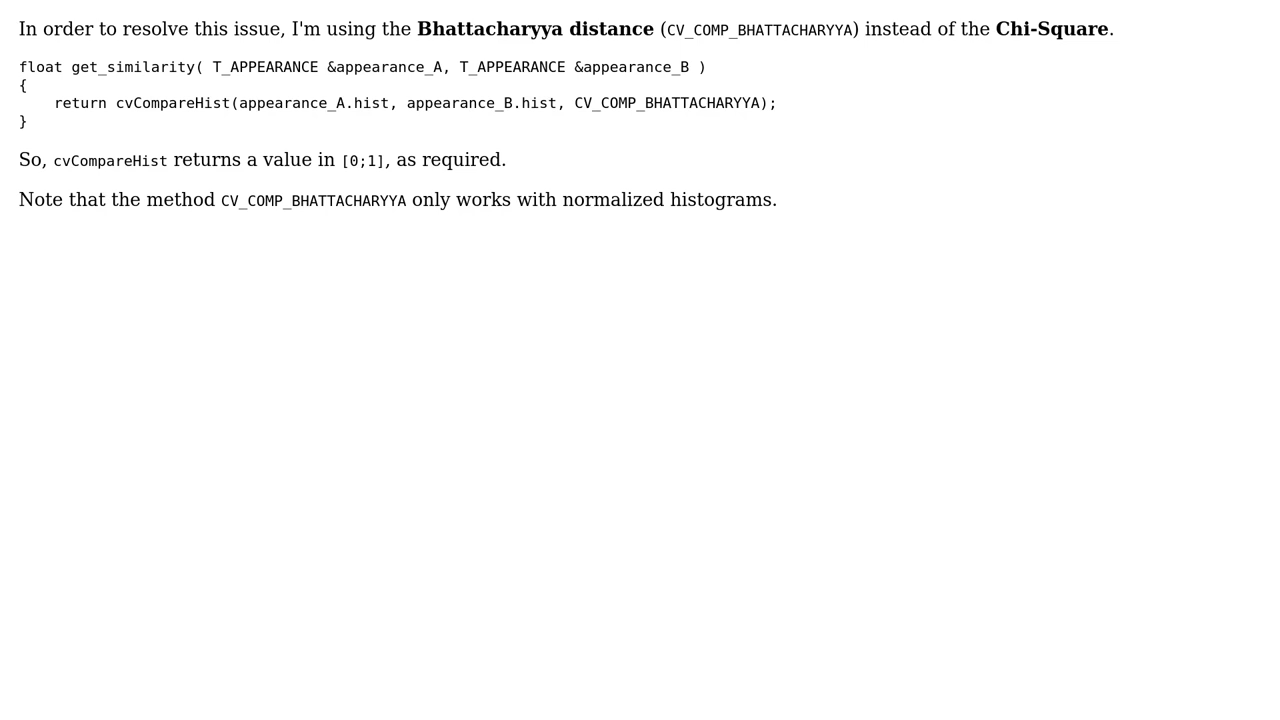 In order to resolve this issue, I'm using the Bhattacharyya distance (CV_COMP_BHATTACHARYYA) instead of the Chi-Square.
float get_similarity( T_APPEARANCE &appearance_A, T_APPEARANCE &appearance_B )
{
    return cvCompareHist(appearance_A.hist, appearance_B.hist, CV_COMP_BHATTACHARYYA);
}
So, cvCompareHist returns a value in [0;1], as required.
Note that the method CV_COMP_BHATTACHARYYA only works with normalized histograms.